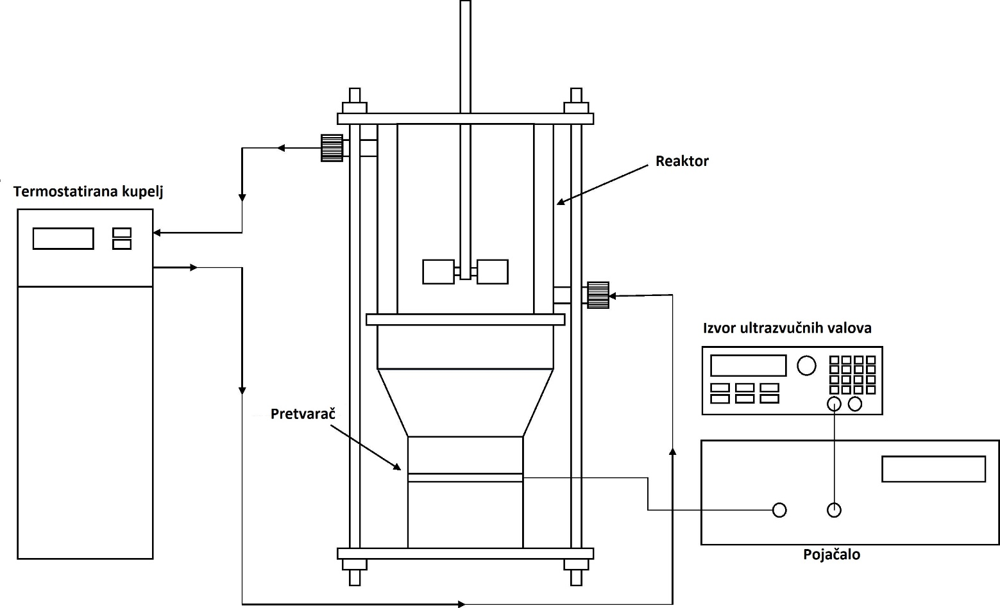 Reaktor
Termostatirana kupelj
Izvor ultrazvučnih valova
Pretvarač
Pojačalo